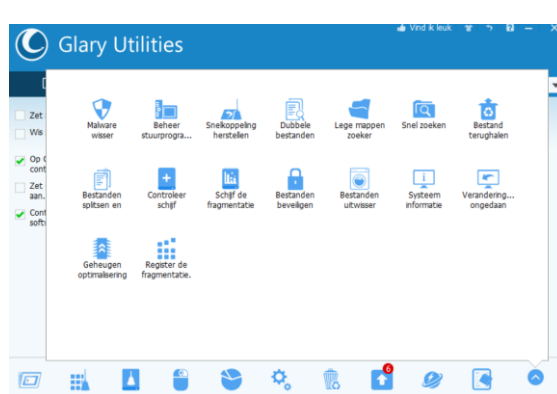 Vind ik leuk
Glary Utilities
Zet
Wis
Op
cont
Zet
aan.
Cont
soft
Malware
wisser
Beheer
stuurprogra...
Snelkoppeling
herstellen
Dubbele
bestanden
Lege mappen
zoeker
Snel zoeken
Bestand
terughalen
Bestanden
splitsen en
Controleer
schijf
Schijf de
fragmentatie
Bestanden
beveiligen
Bestanden
uitwisser
Systeem
informatie
Verandering...
ongedaan
Geheugen
optimalisering
Register de
fragmentatie.
6